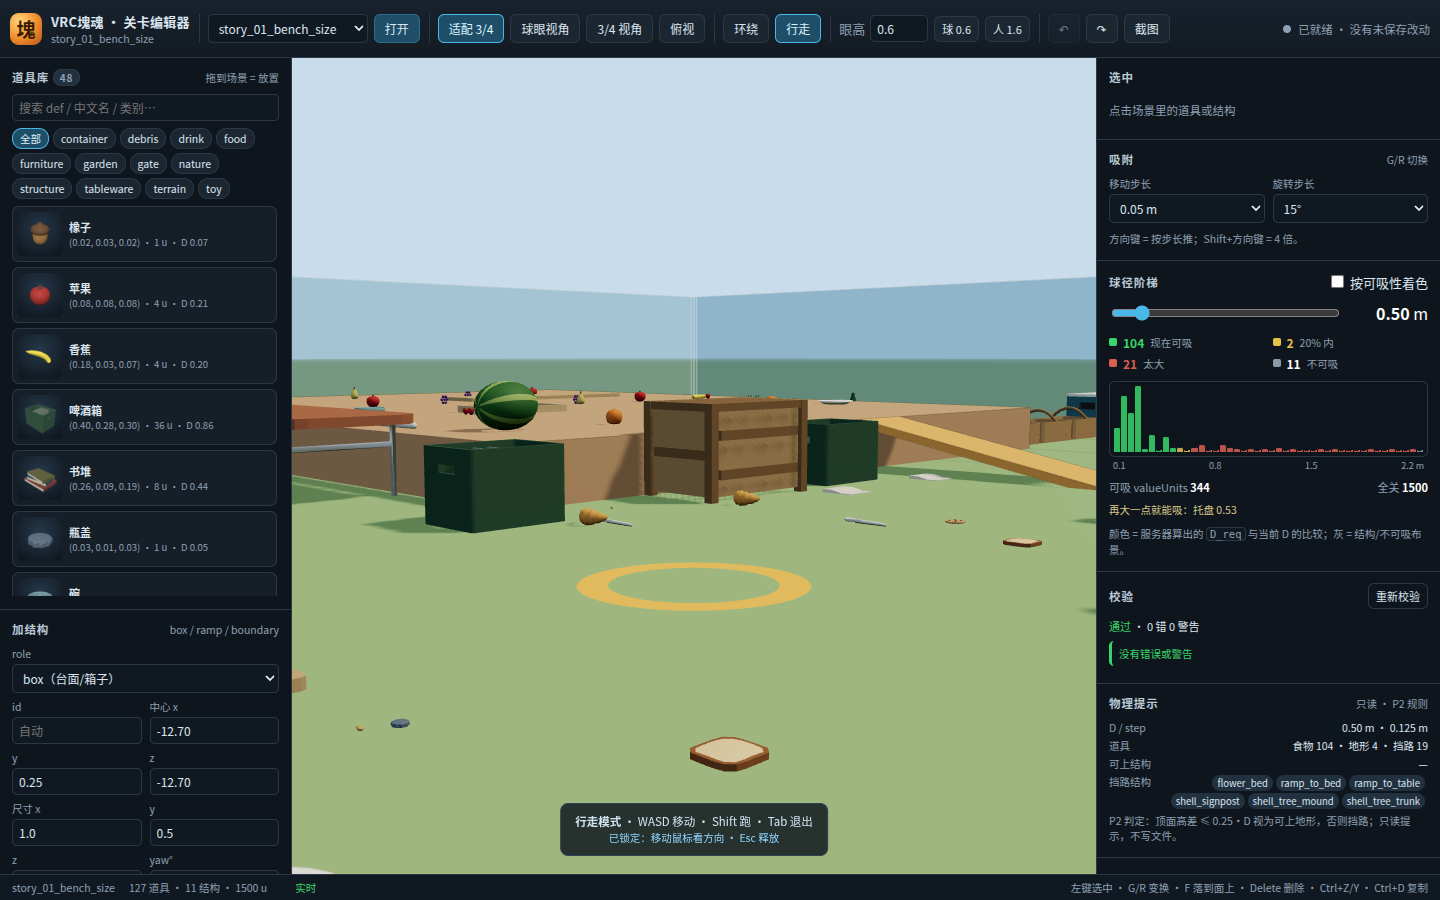 塊
VRC塊魂 · 关卡编辑器
story_01_bench_size
story_01_bench_size
打开
适配 3/4
球眼视角
3/4 视角
俯视
环绕
行走
眼高
0.6
球 0.6
人 1.6
↶
↷
截图
已就绪 · 没有未保存改动
道具库 48
拖到场景 = 放置
搜索 def / 中文名 / 类别…
全部
container
debris
drink
food
furniture
garden
gate
nature
structure
tableware
terrain
toy
橡子
(0.02, 0.03, 0.02) · 1 u · D 0.07
苹果
(0.08, 0.08, 0.08) · 4 u · D 0.21
香蕉
(0.18, 0.03, 0.07) · 4 u · D 0.20
啤酒箱
(0.40, 0.28, 0.30) · 36 u · D 0.86
书堆
(0.26, 0.09, 0.19) · 8 u · D 0.44
瓶盖
(0.03, 0.01, 0.03) · 1 u · D 0.05
碗
加结构
box / ramp / boundary
role
box（台面/箱子）
id
中心 x
自动
-12.70
y
z
0.25
-12.70
尺寸 x
y
1.0
0.5
z
yaw°
行走模式 · WASD 移动 · Shift 跑 · Tab 退出
已锁定：移动鼠标看方向 · Esc 释放
选中
点击场景里的道具或结构
吸附
G/R 切换
移动步长
旋转步长
0.05 m
15°
方向键 = 按步长推；Shift+方向键 = 4 倍。
球径阶梯
按可吸性着色
0.50 m
104 现在可吸
2 20% 内
21 太大
11 不可吸
0.1
0.8
1.5
2.2 m
可吸 valueUnits 344
全关 1500
再大一点就能吸：托盘 0.53
颜色 = 服务器算出的 D_req 与当前 D 的比较；灰 = 结构/不可吸布
景。
校验
重新校验
通过 · 0 错 0 警告
没有错误或警告
物理提示
只读 · P2 规则
D / step
0.50 m · 0.125 m
道具
食物 104 · 地形 4 · 挡路 19
可上结构
—
挡路结构
flower_bed
ramp_to_bed
ramp_to_table
shell_signpost
shell_tree_mound
shell_tree_trunk
P2 判定：顶面高差 ≤ 0.25·D 视为可上地形，否则挡路；只读提
示，不写文件。
story_01_bench_size
127 道具 · 11 结构 · 1500 u
实时
左键选中 · G/R 变换 · F 落到面上 · Delete 删除 · Ctrl+Z/Y · Ctrl+D 复制